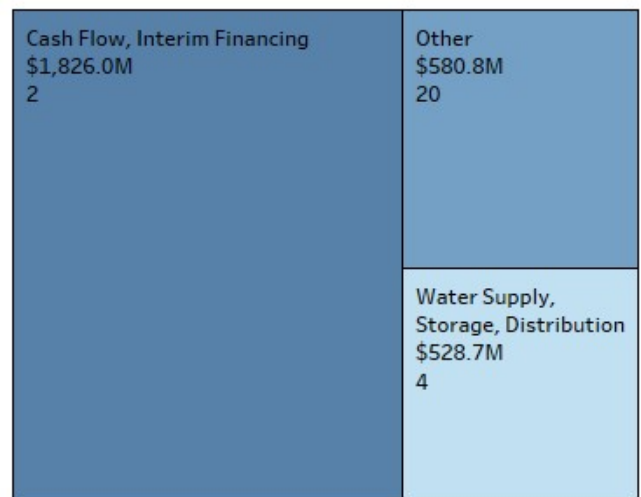 Cash Flow, Interim Financing
$1,826.0M
2
Other
$580.8M
20
Water Supply,
Storage, Distribution
$528.7M
4